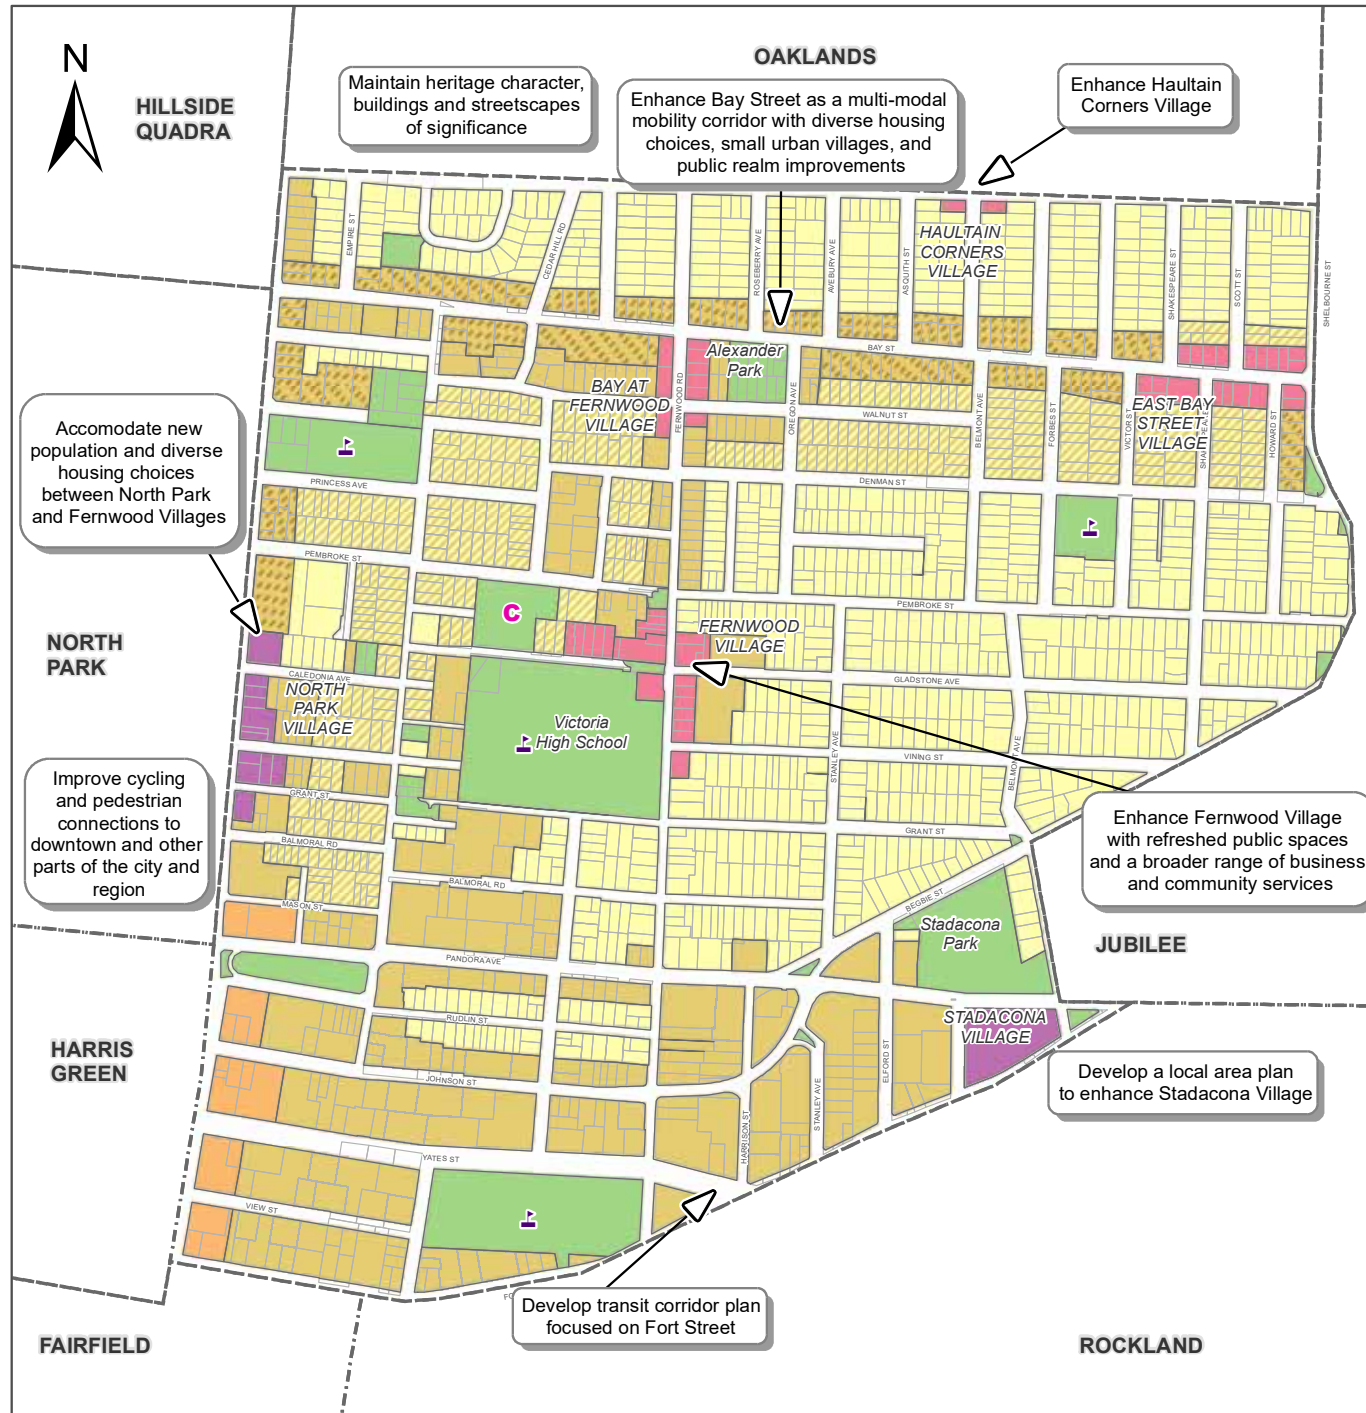 N
HILLSIDE
QUADRA
OAKLANDS
Maintain heritage character,
buildings and streetscapes
of significance
Enhance Bay Street as a multi-modal
mobility corridor with diverse housing
choices, small urban villages, and
public realm improvements
Enhance Haultain
Corners Village
EMPIRE ST
CEDAR HILL RD
ROSEBERRY AVE
AVEBURY AVE
ASQUITH ST
HAULTAIN
CORNERS
VILLAGE
SHAKESPEARE ST
SCOTT ST
SHELBOURNE ST
BAY ST
Alexander
Park
BAY AT
FERNWOOD
VILLAGE
FERNWOOD RD
OREGON AVE
WALNUT ST
BELMONT AVE
FORBES ST
VICTOR ST
EAST BAY
STREET
VILLAGE
HOWARD ST
Accomodate new
population and diverse
housing choices
between North Park
and Fernwood Villages
PRINCESS AVE
DENMAN ST
PEMBROKE ST
C
PEMBROKE ST
FERNWOOD
VILLAGE
NORTH
PARK
CALEDONIA AVE
GLADSTONE AVE
NORTH
PARK
VILLAGE
Victoria
High School
STANLEY AVE
BELMONT AVE
VINING ST
Improve cycling
and pedestrian
connections to
downtown and other
parts of the city and
region
GRANT ST
GRANT ST
Enhance Fernwood Village
with refreshed public spaces
and a broader range of business
and community services
BALMORAL RD
BALMORAL RD
BEGBIE ST
MASON ST
Stadacona
Park
JUBILEE
PANDORA AVE
RUDLIN ST
STADACONA
VILLAGE
HARRIS
GREEN
ELFORD ST
JOHNSON ST
Develop a local area plan
to enhance Stadacona Village
STANLEY AVE
HARRISON ST
YATES ST
VIEW ST
Develop transit corridor plan
focused on Fort Street
FAIRFIELD
ROCKLAND